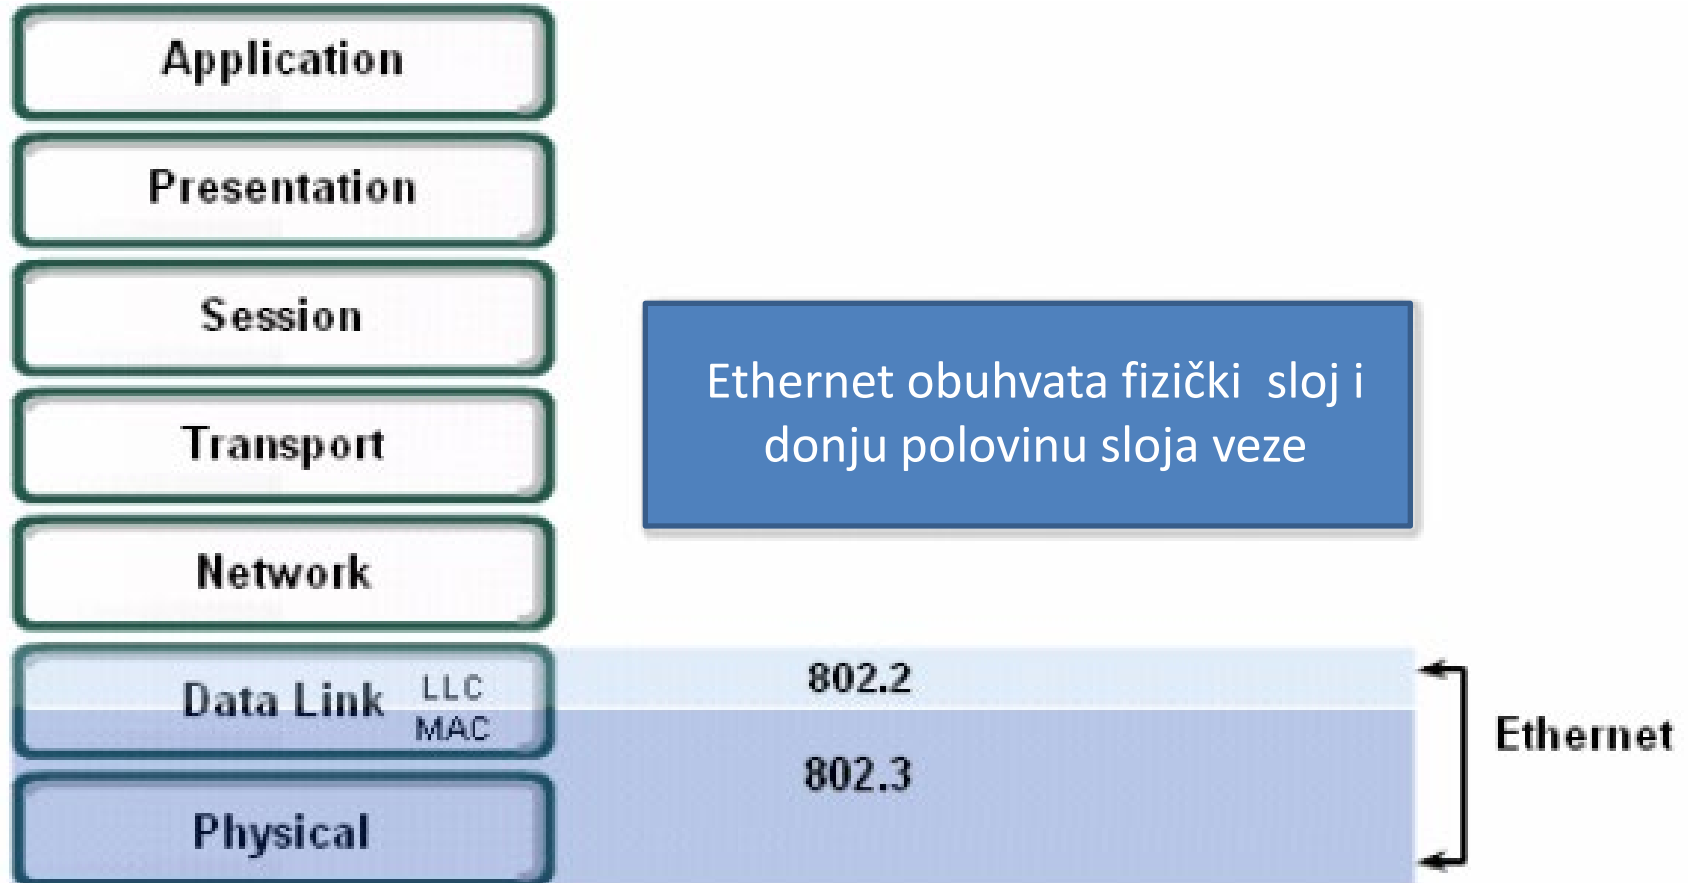 Application
Presentation
Session
Ethernet obuhvata fizički sloj i
donju polovinu sloja veze
Transport
Network
Data Link LLC
MAC
802.2
802.3
Ethernet
Physical